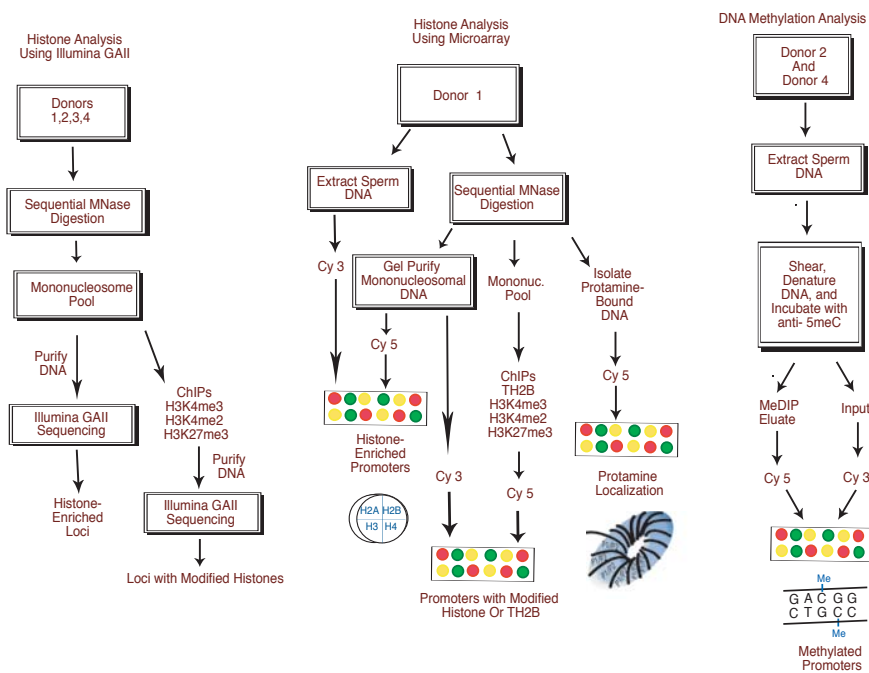 Histone Analysis
Using Illumina GAII
Donors
1,2,3,4
Sequential MNase
Digestion
Mononucleosome
Pool
Purify
DNA
Illumina GAII
Sequencing
Histone-
Enriched
Loci
ChIPs
H3K4me3
H3K4me2
H3K27me3
Purify
DNA
Illumina GAII
Sequencing
Loci with Modified Histones
Histone Analysis
Using Microarray
Donor 1
Extract Sperm
DNA
Sequential MNase
Digestion
Cy 3
Gel Purify
Mononucleosomal
DNA
Cy 5
Histone-
Enriched
Promoters
H2A H2B
H3 H4
Mononuc.
Pool
ChIPs
TH2B
H3K4me3
H3K4me2
H3K27me3
Cy 3
Cy 5
Promoters with Modified
Histone Or TH2B
Isolate
Protamine-
Bound
DNA
Cy 5
Protamine
Localization
DNA Methylation Analysis
Donor 2
And
Donor 4
Extract Sperm
DNA
Shear,
Denature
DNA, and
Incubate with
anti- 5meC
MeDIP
Eluate
Input
Cy 5
Cy 3
Me
G A C G G
C T G C C
Me
Methylated
Promoters